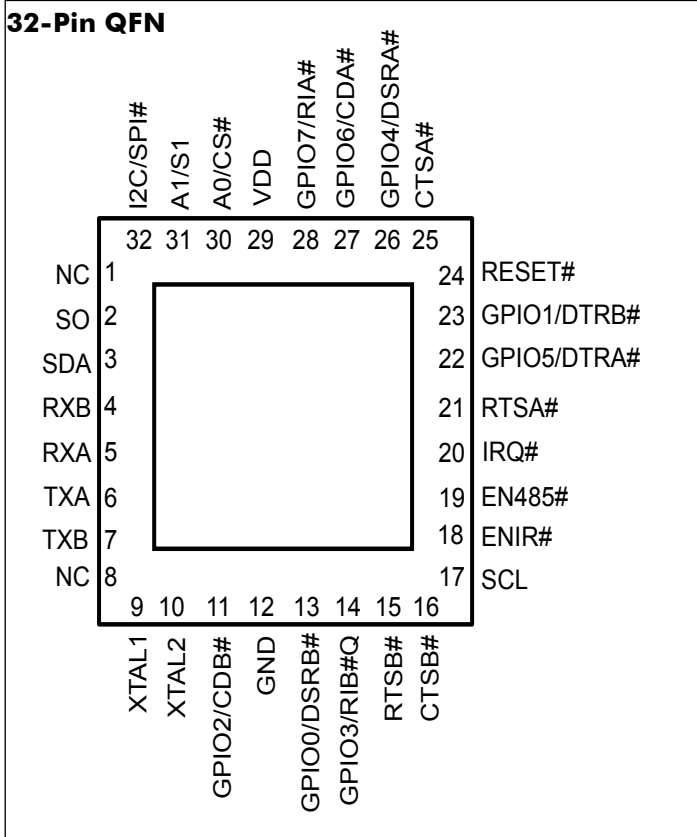 32-Pin QFN
I2C/SPI#
A1/S1
A0/CS#
VDD
GPIO7/RIA#
GPIO6/CDA#
GPIO4/DSRA#
CTSA#
32 31 30 29 28 27 26 25
NC 1
SO 2
SDA 3
RXB 4
RXA 5
TXA 6
TXB 7
NC 8
24 RESET#
23 GPIO1/DTRB#
22 GPIO5/DTRA#
21 RTSA#
20 IRQ#
19 EN485#
18 ENIR#
17 SCL
9 10 11 12 13 14 15 16
XTAL1
XTAL2
GPIO2/CDB#
GND
GPIO0/DSRB#
GPIO3/RIB#Q
RTSB#
CTSB#